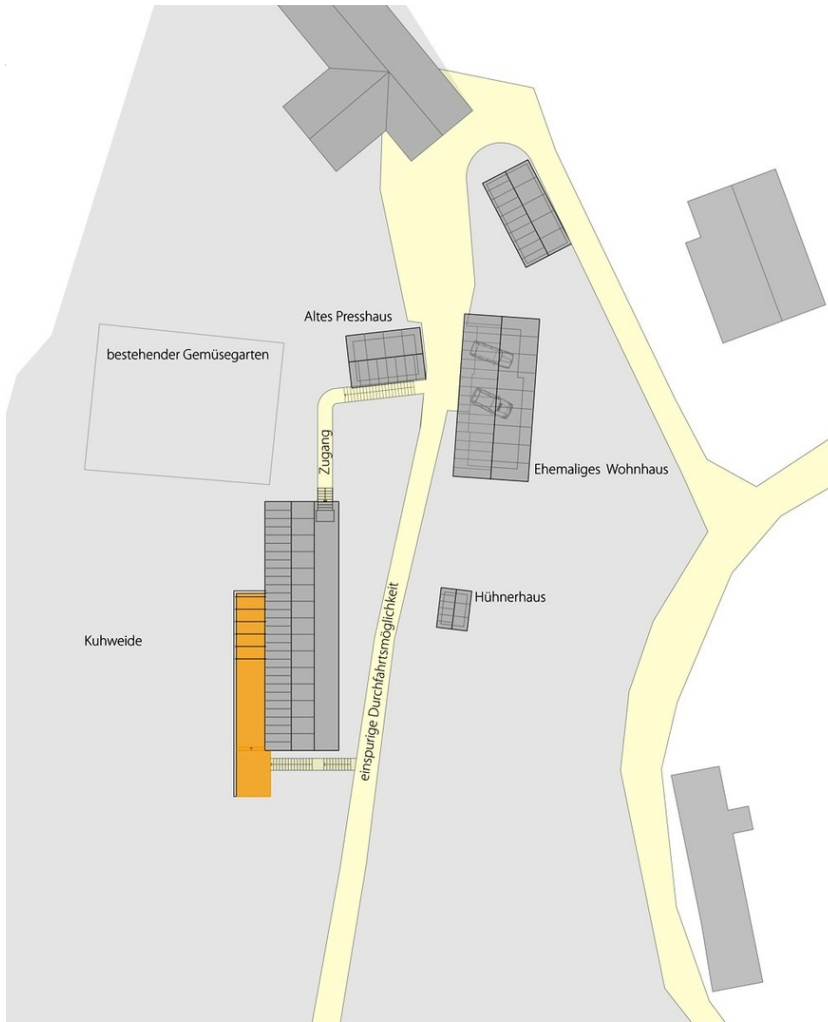 Altes Presshaus
bestehender Gemüsegarten
Zugang
Ehemaliges Wohnhaus
Hühnerhaus
einspurige Durchfahrtsmöglichkeit
Kuhweide